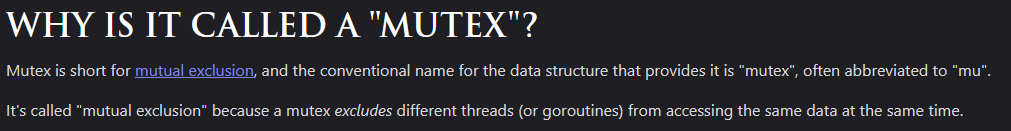 WHY IS IT CALLED A "MUTEX"?
Mutex is short for mutual exclusion, and the conventional name for the data structure that provides it is "mutex", often abbreviated to "mu".
It's called "mutual exclusion" because a mutex excludes different threads (or goroutines) from accessing the same data at the same time.